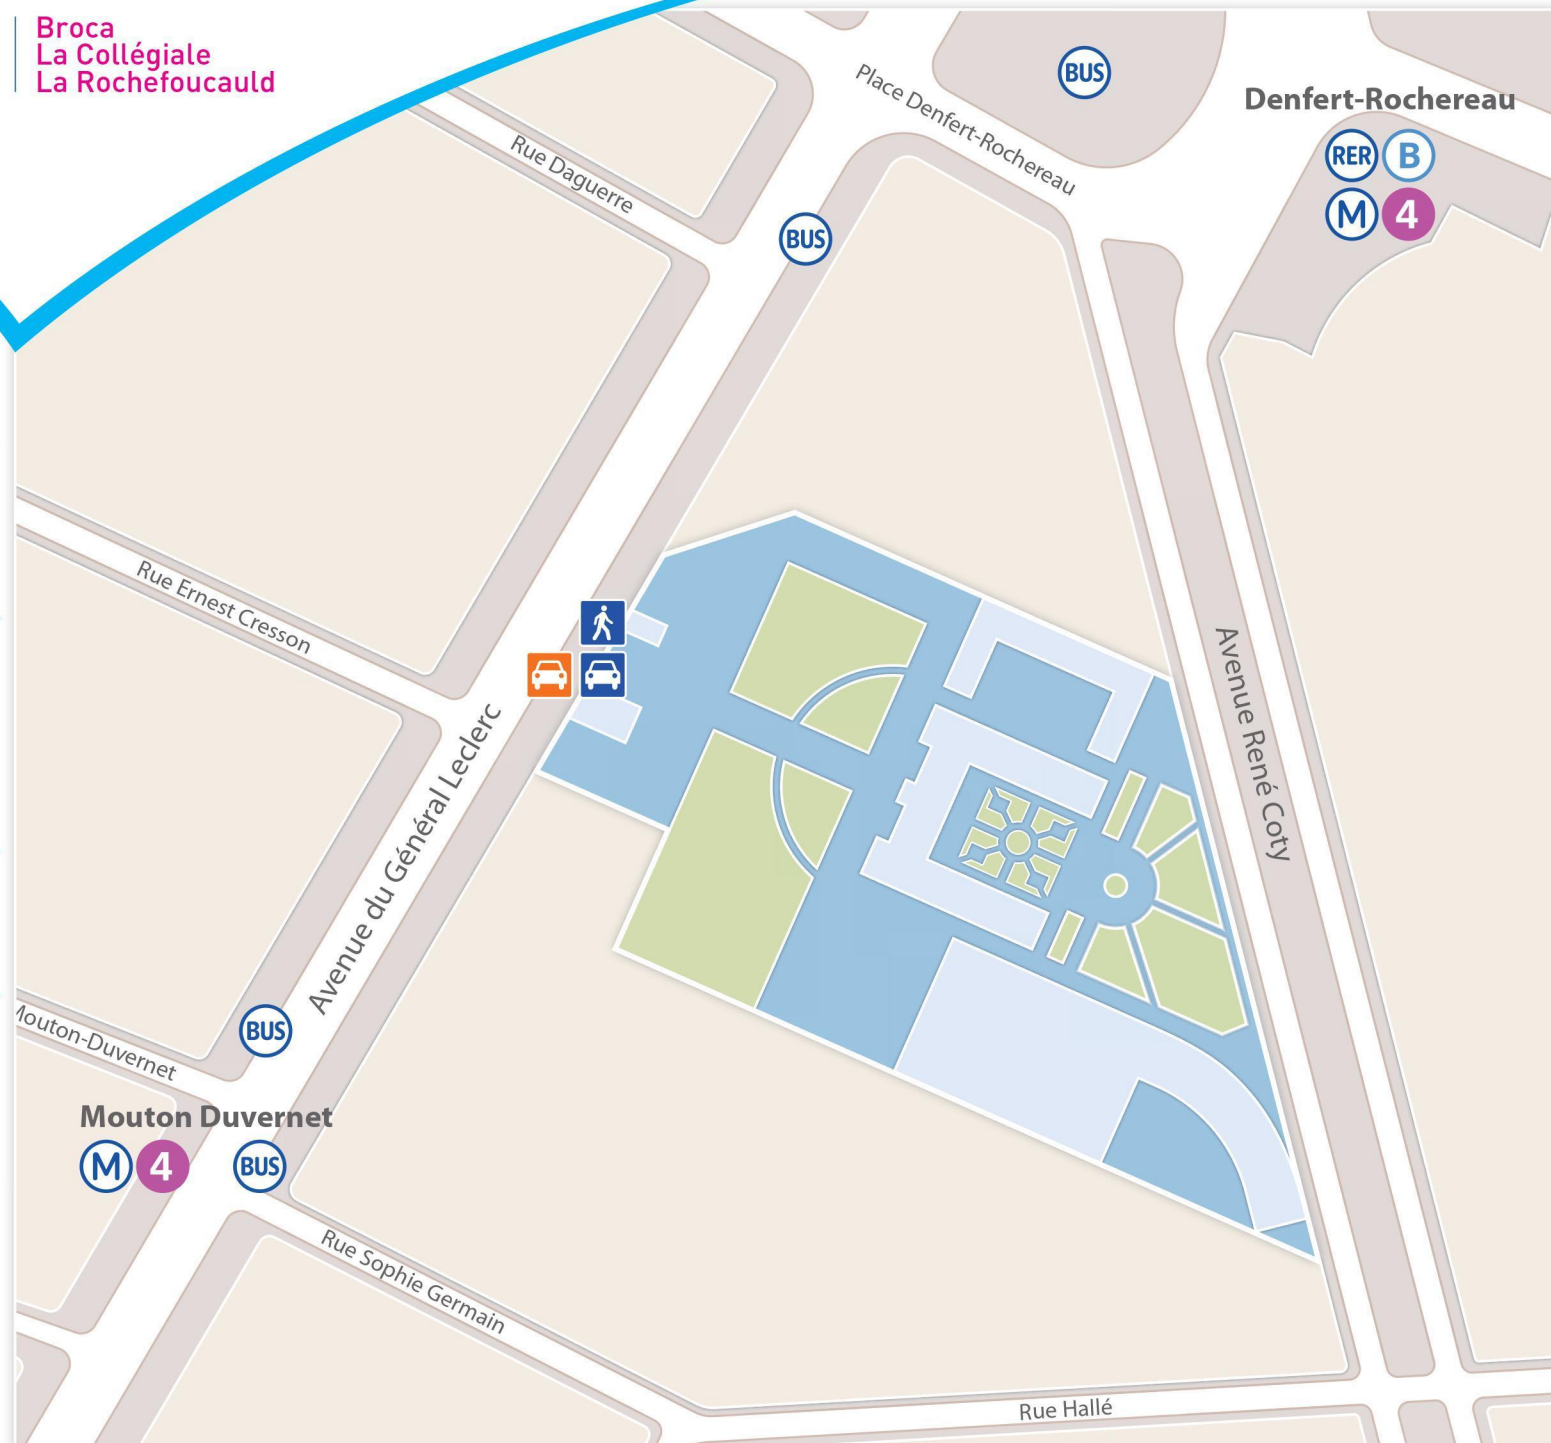 Broca
La Collégiale
La Rochefoucauld
BUS
Place Denfert-Rochereau
Denfert-Rochereau
RER B
M 4
Rue Daguerre
BUS
Rue Ernest Cresson
Avenue du Général Leclerc
Avenue René Coty
BUS
Mouton-Duvernet
Mouton Duvernet
M 4 BUS
Rue Sophie Germain
Rue Hallé